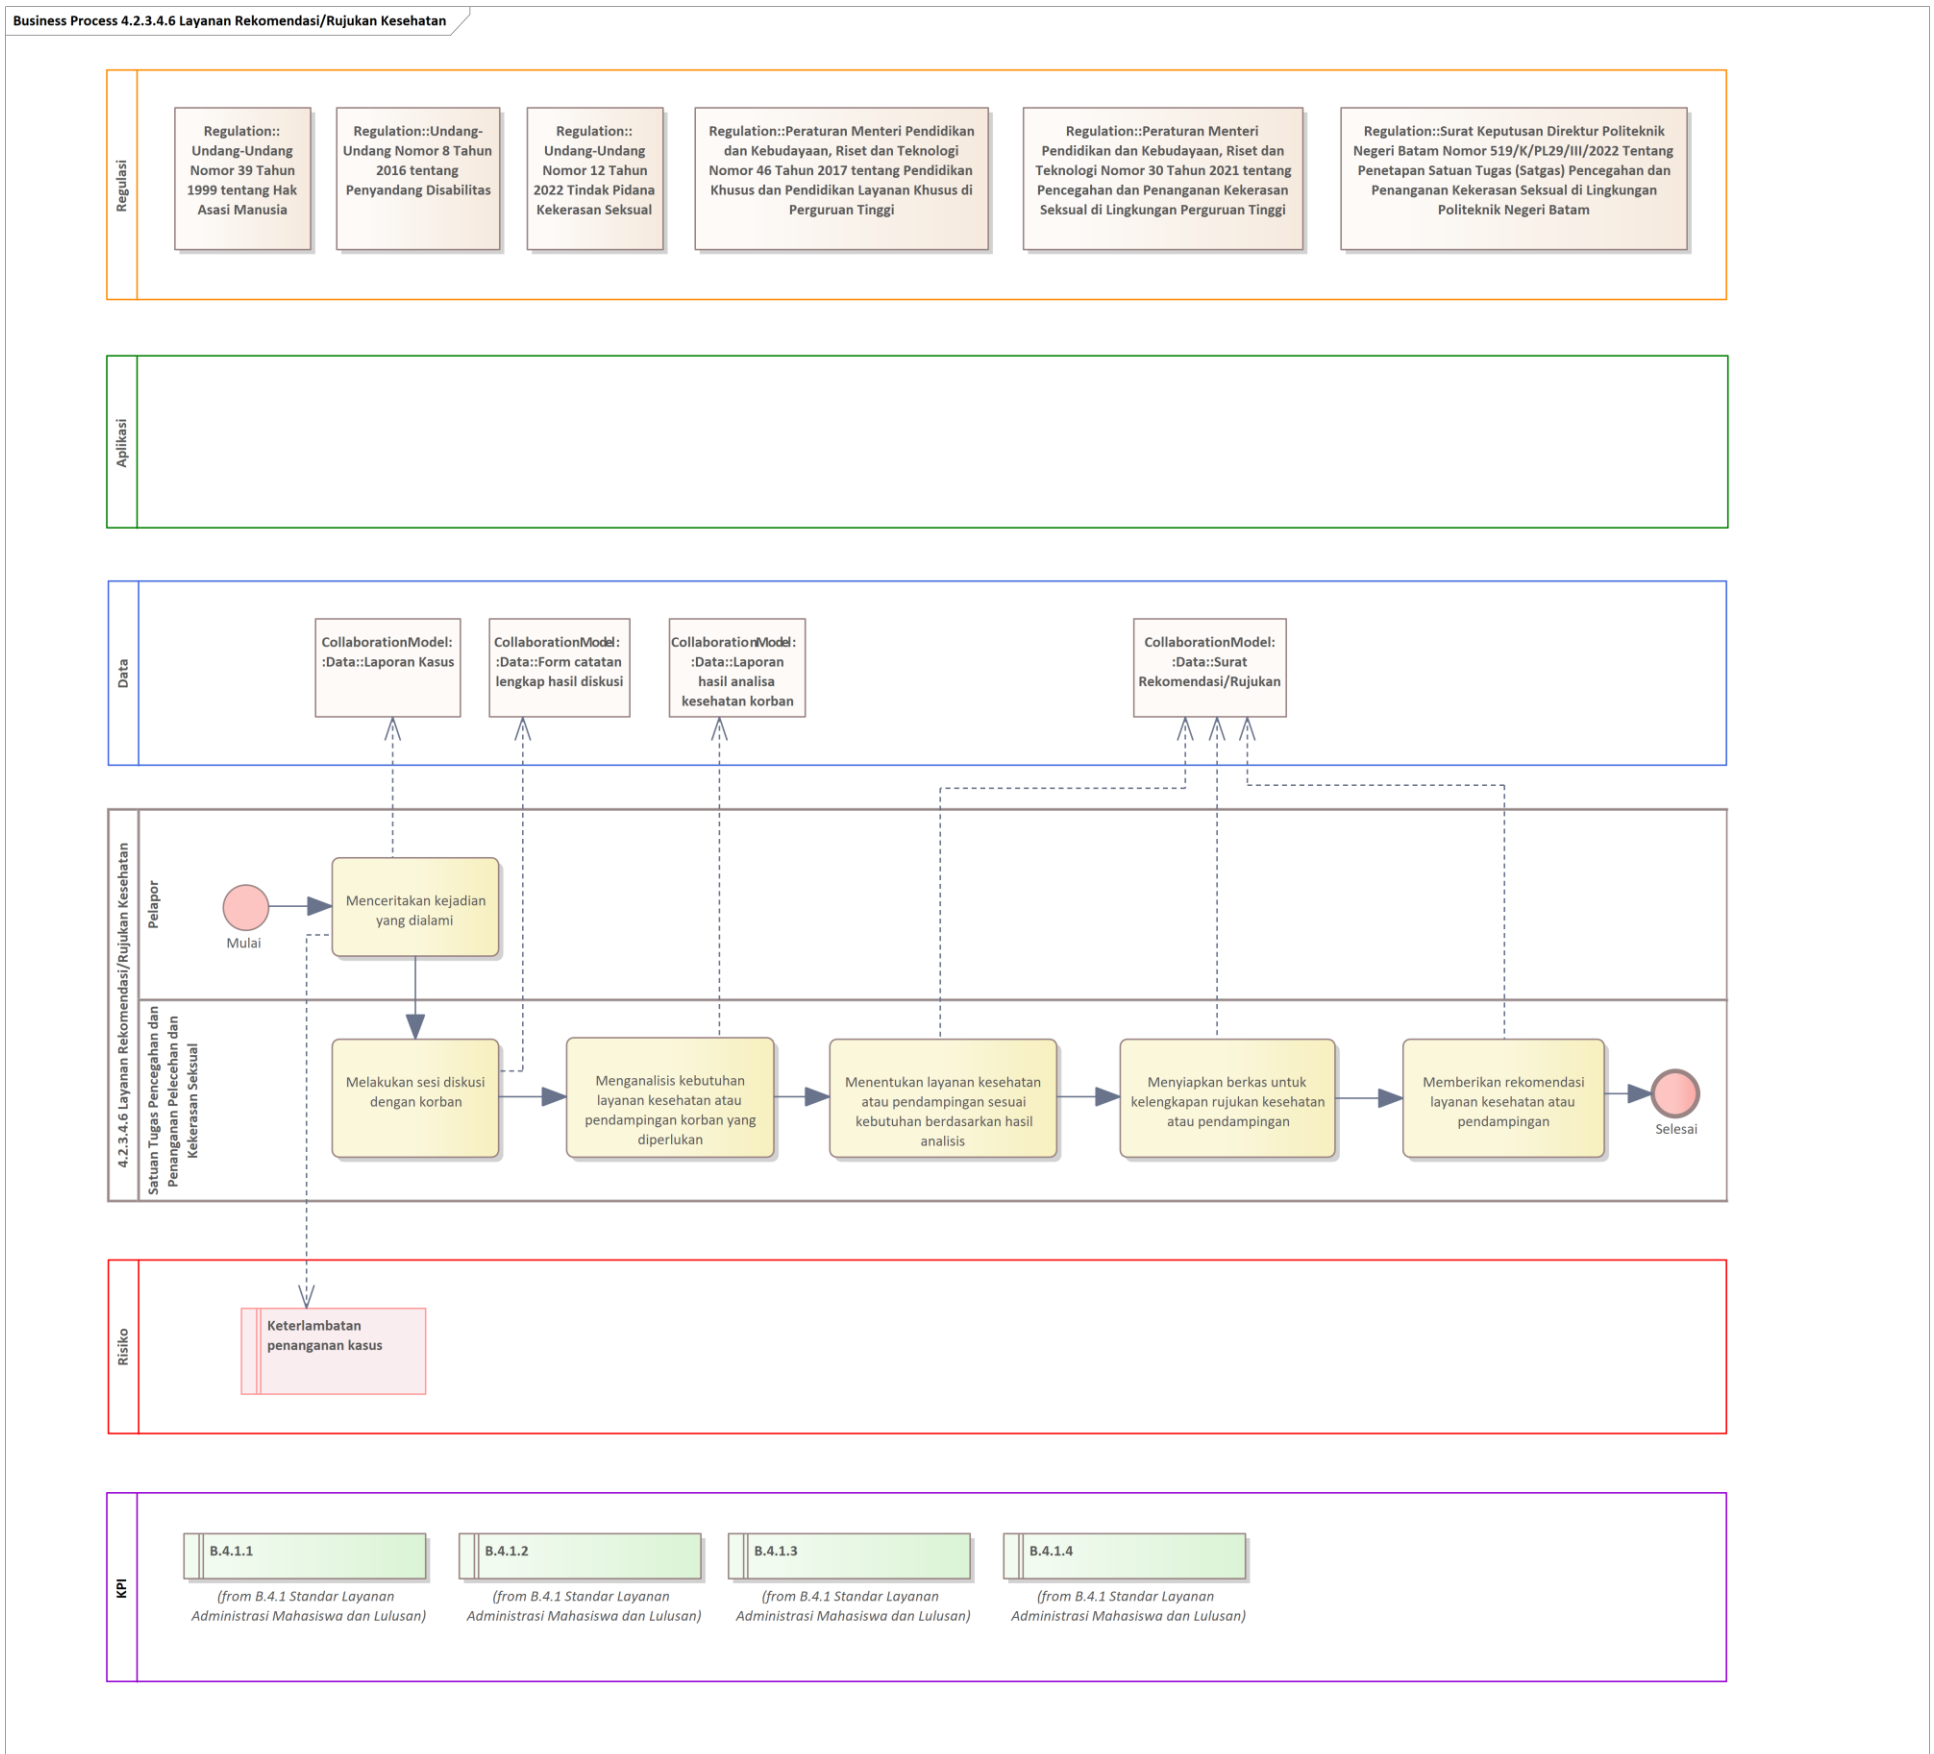 Business Process 4.2.3.4.6 Layanan Rekomendasi/Rujukan Kesehatan
Regulasi
Regulation::
Undang-Undang
Nomor 39 Tahun
1999 tentang Hak
Asasi Manusia
Regulation::Undang-
Undang Nomor 8 Tahun
2016 tentang
Penyandang Disabilitas
Regulation::
Undang-Undang
Nomor 12 Tahun
2022 Tindak Pidana
Kekerasan Seksual
Regulation::Peraturan Menteri Pendidikan
dan Kebudayaan, Riset dan Teknologi
Nomor 46 Tahun 2017 tentang Pendidikan
Khusus dan Pendidikan Layanan Khusus di
Perguruan Tinggi
Regulation::Peraturan Menteri
Pendidikan dan Kebudayaan, Riset dan
Teknologi Nomor 30 Tahun 2021 tentang
Pencegahan dan Penanganan Kekerasan
Seksual di Lingkungan Perguruan Tinggi
Regulation::Surat Keputusan Direktur Politeknik
Negeri Batam Nomor 519/K/PL29/III/2022 Tentang
Penetapan Satuan Tugas (Satgas) Pencegahan dan
Penanganan Kekerasan Seksual di Lingkungan
Politeknik Negeri Batam
Aplikasi
Data
CollaborationModel:
:Data::Laporan Kasus
CollaborationModel:
:Data::Form catatan
lengkap hasil diskusi
CollaborationModel:
:Data::Laporan
hasil analisa
kesehatan korban
CollaborationModel:
:Data::Surat
Rekomendasi/Rujukan
4.2.3.4.6 Layanan Rekomendasi/Rujukan Kesehatan
Pelapor
Mulai
Menceritakan kejadian
yang dialami
Satuan Tugas Pencegahan dan
Penanganan Pelecehan dan
Kekerasan Seksual
Melakukan sesi diskusi
dengan korban
Menganalisis kebutuhan
layanan kesehatan atau
pendampingan korban yang
diperlukan
Menentukan layanan kesehatan
atau pendampingan sesuai
kebutuhan berdasarkan hasil
analisis
Menyiapkan berkas untuk
kelengkapan rujukan kesehatan
atau pendampingan
Memberikan rekomendasi
layanan kesehatan atau
pendampingan
Selesai
Risiko
Keterlambatan
penanganan kasus
KPI
B.4.1.1
(from B.4.1 Standar Layanan
Administrasi Mahasiswa dan Lulusan)
B.4.1.2
(from B.4.1 Standar Layanan
Administrasi Mahasiswa dan Lulusan)
B.4.1.3
(from B.4.1 Standar Layanan
Administrasi Mahasiswa dan Lulusan)
B.4.1.4
(from B.4.1 Standar Layanan
Administrasi Mahasiswa dan Lulusan)